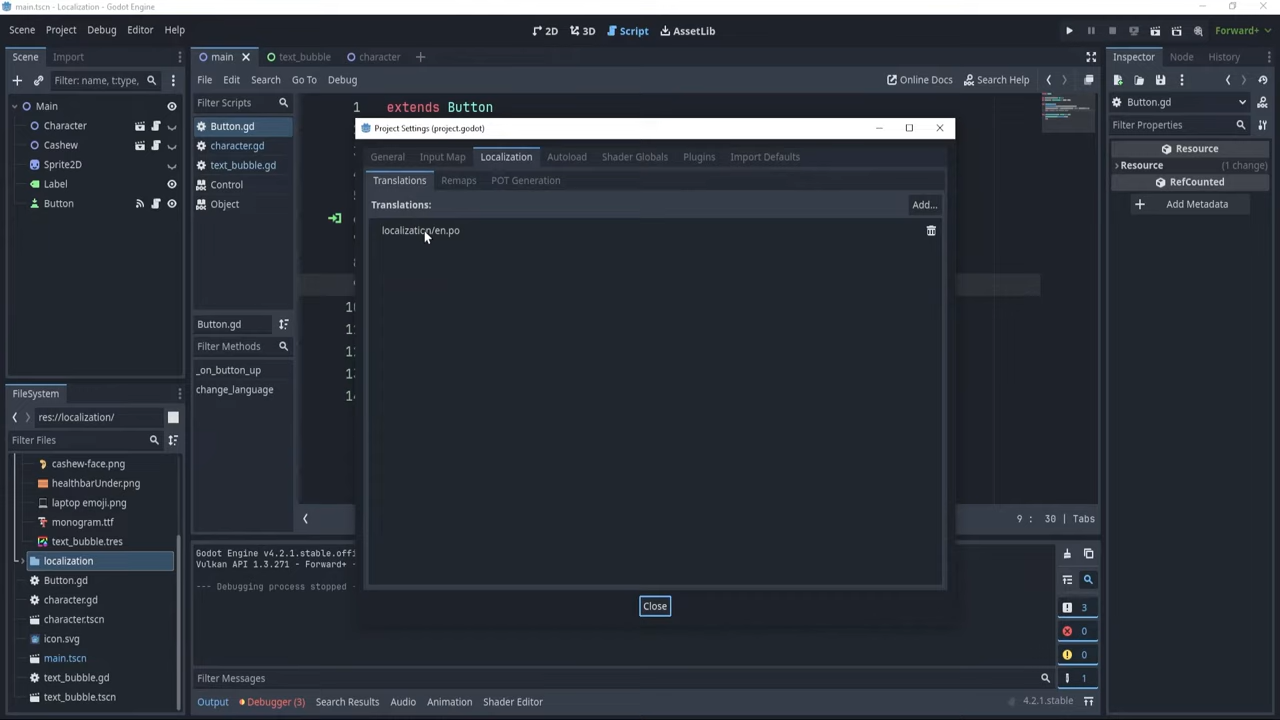 main.tscn - Localization - Godot Engine
Scene Project Debug Editor Help
2D 3D Script AssetLib
Forward+
Scene Import
main text_bubble character
Inspector Node History
Filter: name, t:type,
File Edit Search Go To Debug
Online Docs Search Help
Main
Character
Cashew
Sprite2D
Label
Button
Filter Scripts
Button.gd
character.gd
text_bubble.gd
Control
Object
Button.gd
Filter Methods
_on_button_up
change_language
1 extends Button
Project Settings (project.godot)
General Input Map Localization Autoload Shader Globals Plugins Import Defaults
Translations Remaps POT Generation
Translations:
Add...
localization/en.po
Close
Button.gd
Filter Properties
Resource
Resource (1 change)
RefCounted
Add Metadata
FileSystem
res://localization/
Filter Files
cashew-face.png
healthbarUnder.png
laptop emoji.png
monogram.ttf
text_bubble.tres
localization
Button.gd
character.gd
character.tscn
icon.svg
main.tscn
text_bubble.gd
text_bubble.tscn
9 : 30 | Tabs
Godot Engine v4.2.1.stable.offi
Vulkan API 1.3.271 - Forward+ -
--- Debugging process stopped -
3
0
0
1
Filter Messages
Output Debugger (3) Search Results Audio Animation Shader Editor
4.2.1.stable